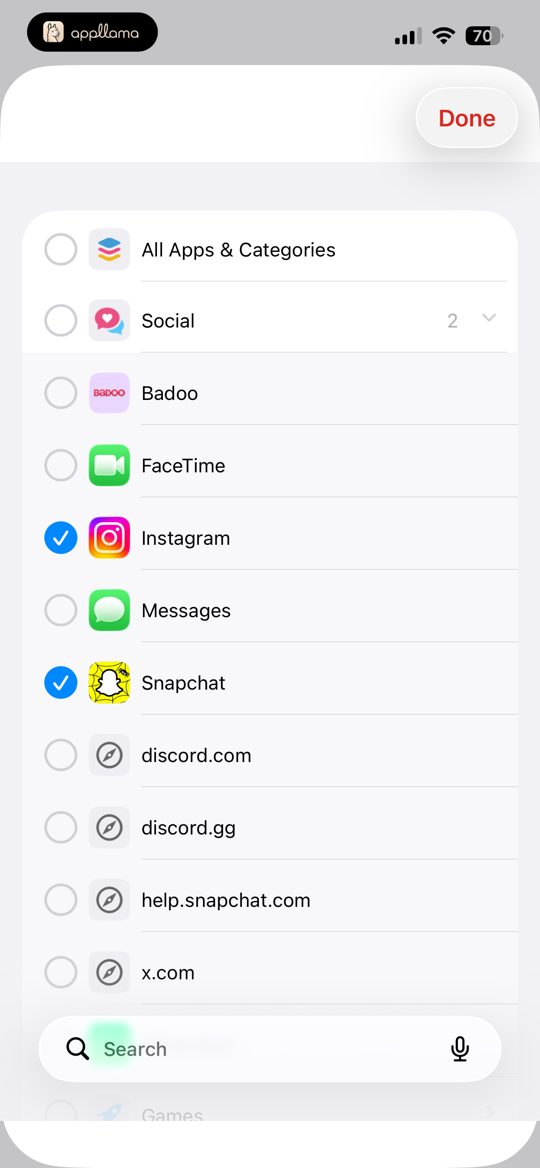 appllama
70
Done
All Apps & Categories
Social 2
BADOO
Badoo
FaceTime
Instagram
Messages
Snapchat
discord.com
discord.gg
help.snapchat.com
x.com
Search
Games